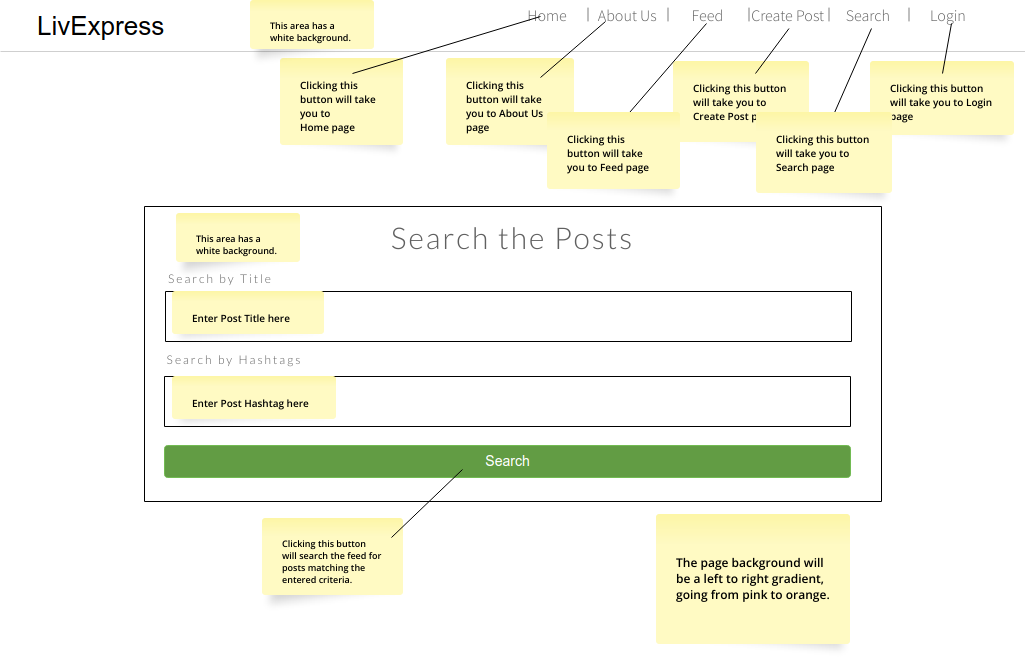 LivExpress
This area has a
white background.
Home | About Us | Feed |Create Post | Search | Login
Clicking this
button will take
you to
Home page
Clicking this
button will take
you to About Us
page
Clicking this
button will take
you to Feed page
Clicking this button
will take you to
Create Post p
Clicking this button
will take you to
Search page
Clicking this button
will take you to Login
page
This area has a
white background.
Search the Posts
Search by Title
Enter Post Title here
Search by Hashtags
Enter Post Hashtag here
Search
Clicking this button
will search the feed for
posts matching the
entered criteria.
The page background will
be a left to right gradient,
going from pink to orange.